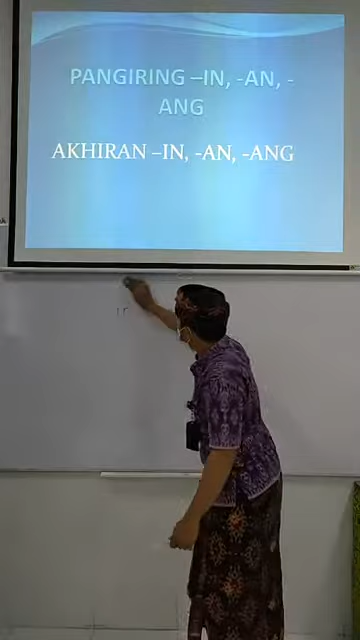 PANGIRING –IN, -AN, -
ANG
AKHIRAN –IN, -AN, -ANG